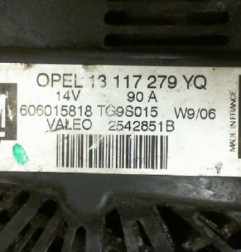 OPEL 13 117 279 YQ
14V 90 A
606015818 TG9S015 W9/06
VALEO 2542851B
MADE IN FRANCE